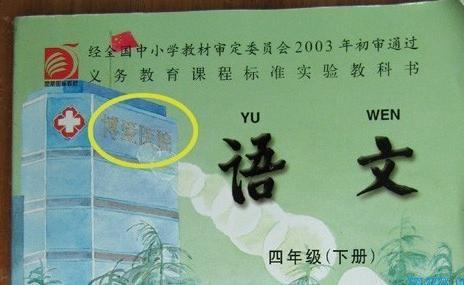 经全国中小学教材审定委员会2003年初审通过
义务教育课程标准实验教科书
YU WEN
语文
四年级(下册)